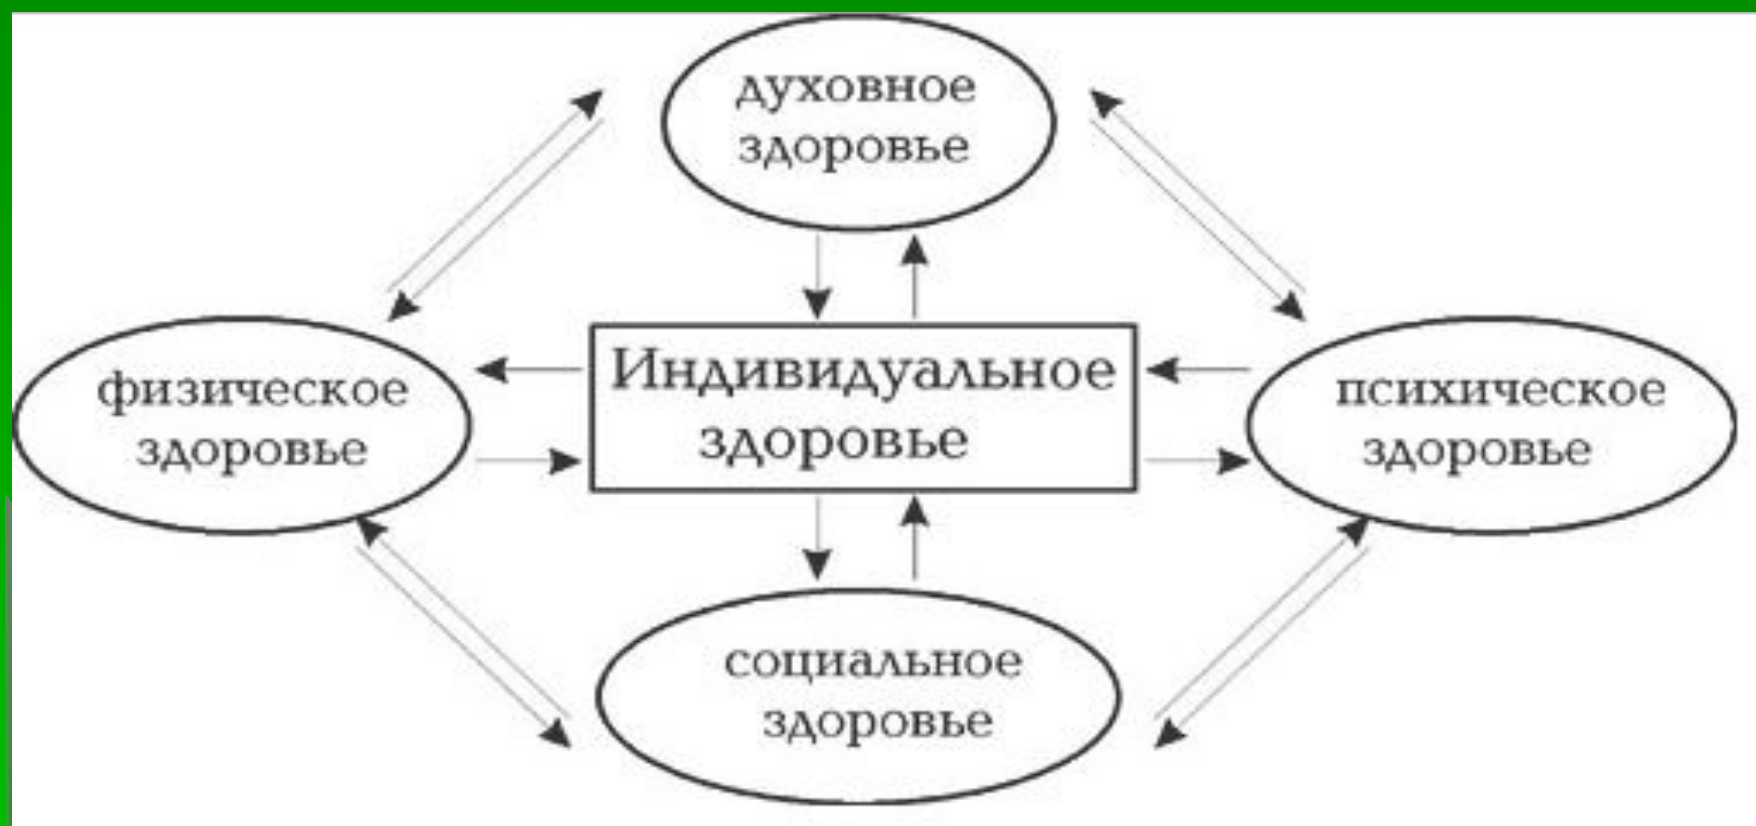 духовное
здоровье
физическое
здоровье
Индивидуальное
здоровье
психическое
здоровье
социальное
здоровье